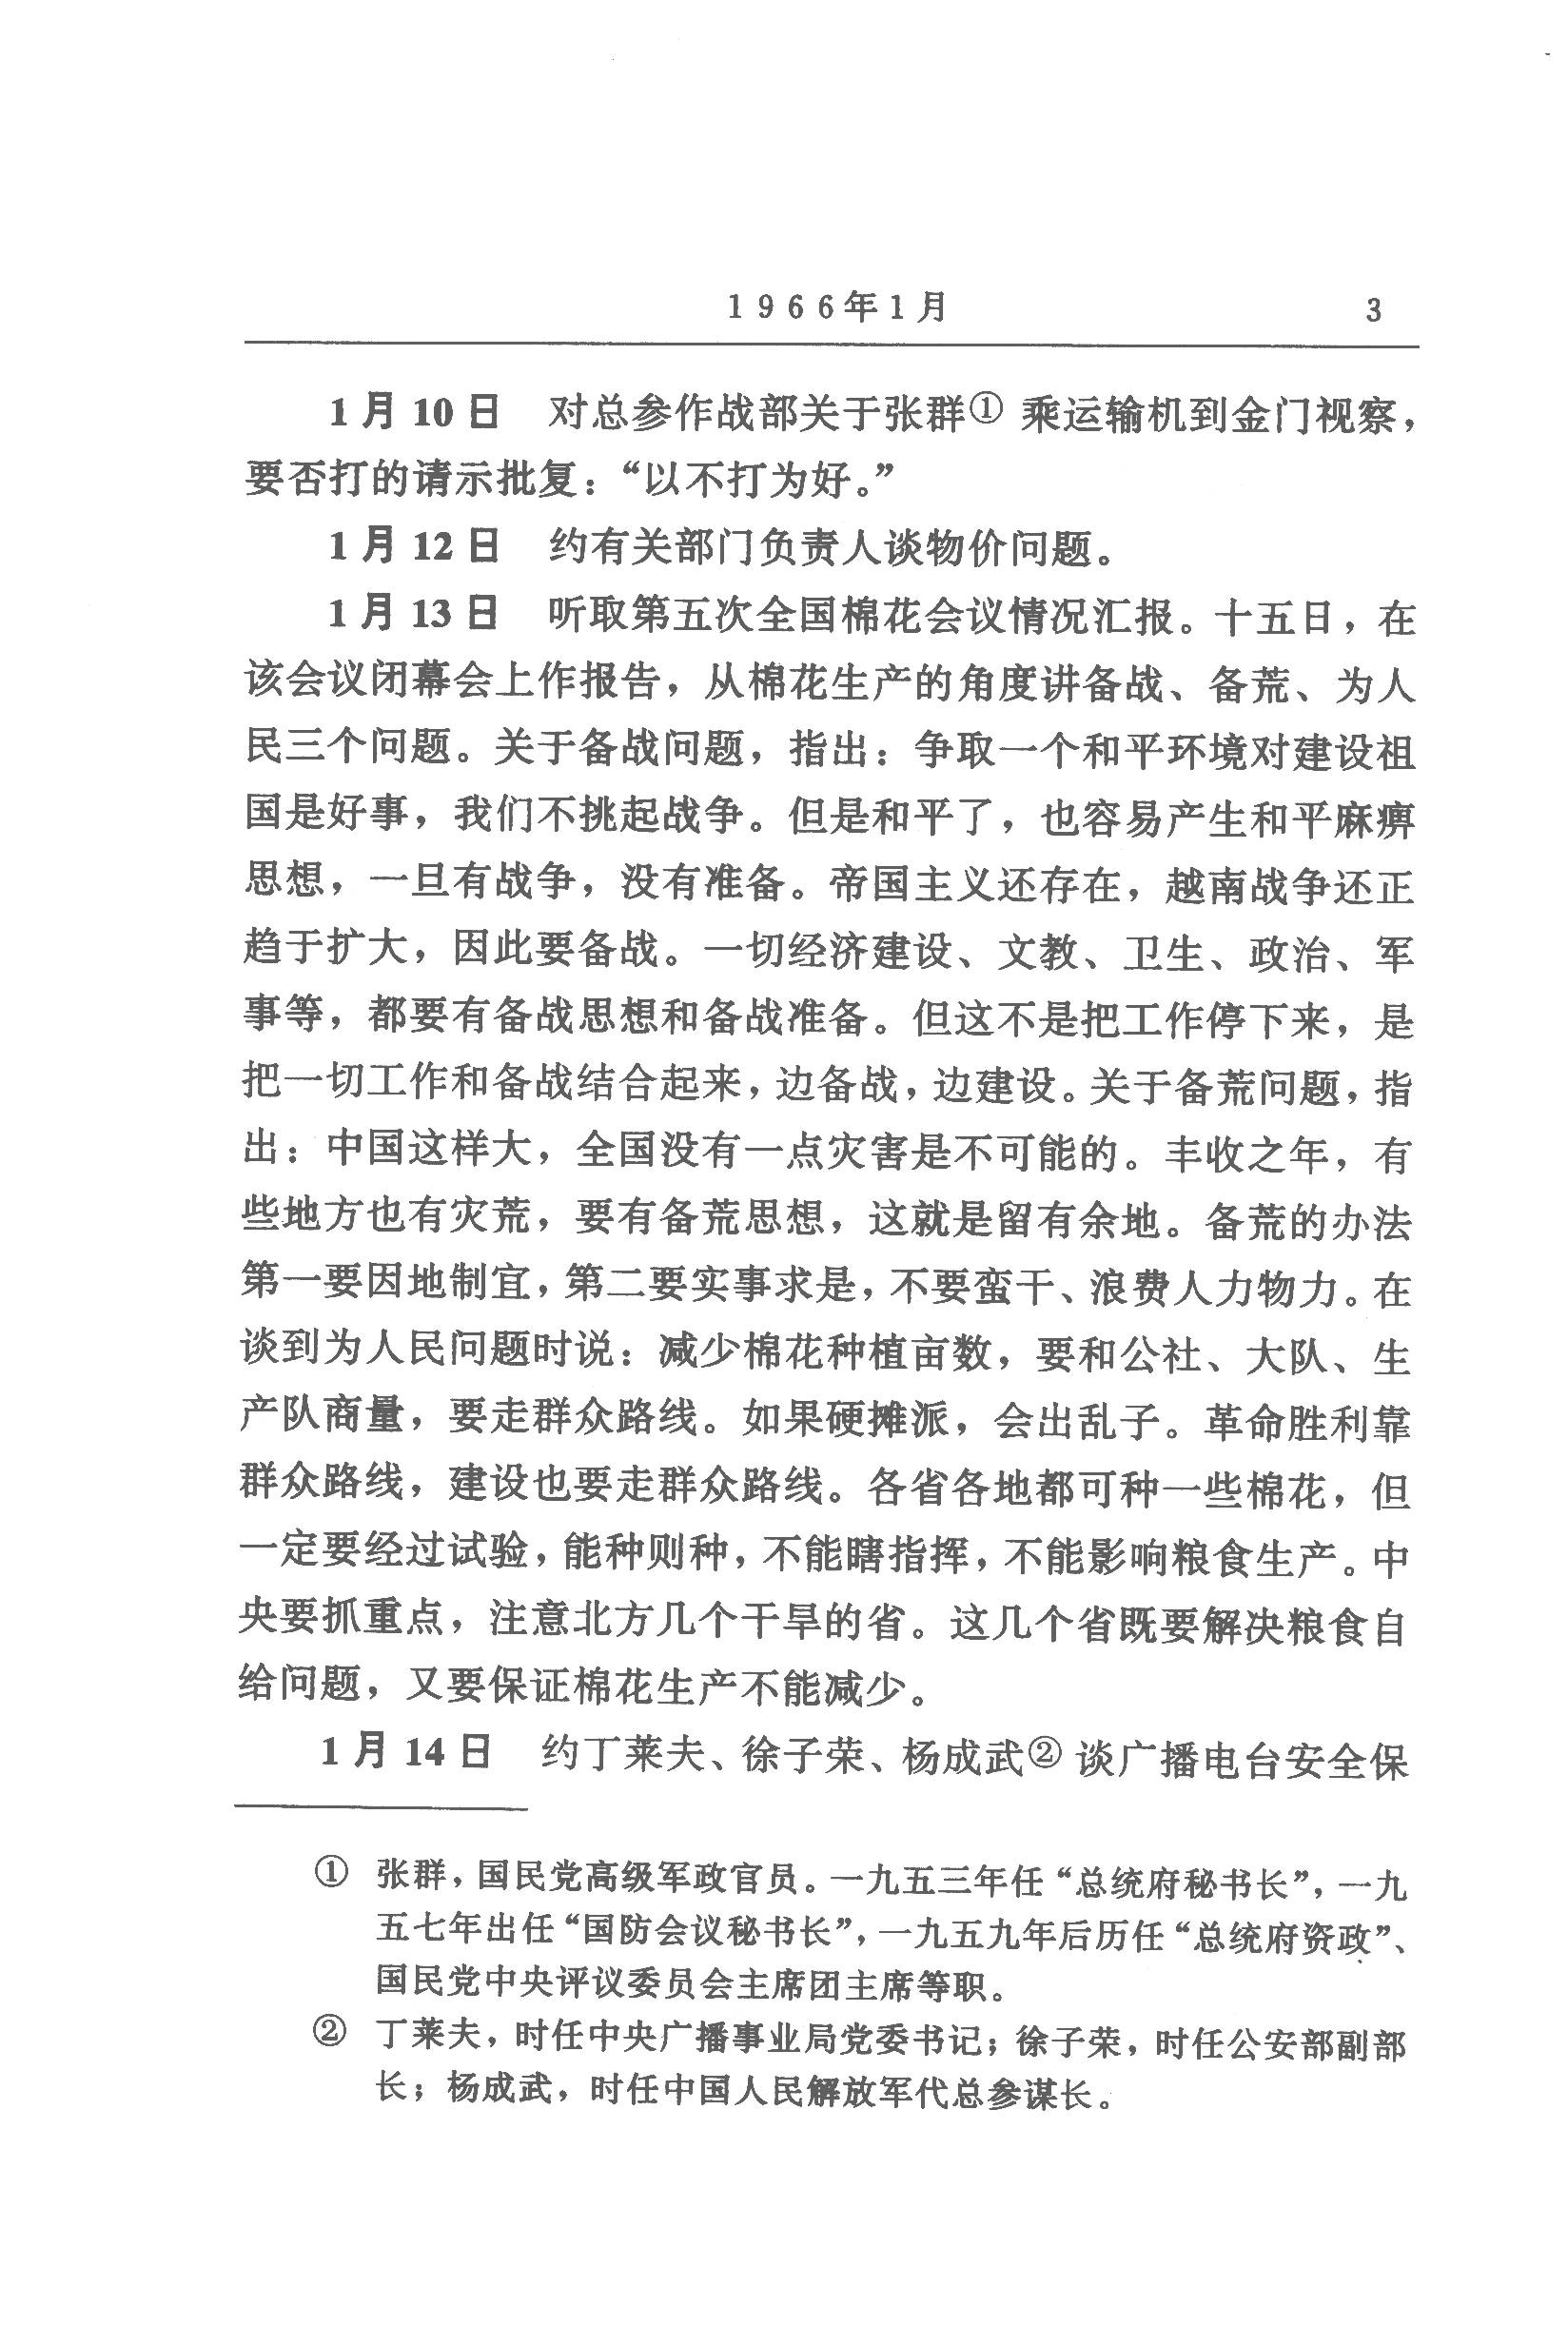 1966年1月 3
1月10日 对总参作战部关于张群① 乘运输机到金门视察，
要否打的请示批复：“以不打为好。”
1月12日 约有关部门负责人谈物价问题。
1月13日 听取第五次全国棉花会议情况汇报。十五日，在
该会议闭幕会上作报告，从棉花生产的角度讲备战、备荒、为人
民三个问题。关于备战问题，指出：争取一个和平环境对建设祖
国是好事，我们不挑起战争。但是和平了，也容易产生和平麻痹
思想，一旦有战争，没有准备。帝国主义还存在，越南战争还正
趋于扩大，因此要备战。一切经济建设、文教、卫生、政治、军
事等，都要有备战思想和备战准备。但这不是把工作停下来，是
把一切工作和备战结合起来，边备战，边建设。关于备荒问题，指
出：中国这样大，全国没有一点灾害是不可能的。丰收之年，有
些地方也有灾荒，要有备荒思想，这就是留有余地。备荒的办法
第一要因地制宜，第二要实事求是，不要蛮干、浪费人力物力。在
谈到为人民问题时说：减少棉花种植亩数，要和公社、大队、生
产队商量，要走群众路线。如果硬摊派，会出乱子。革命胜利靠
群众路线，建设也要走群众路线。各省各地都可种一些棉花，但
一定要经过试验，能种则种，不能瞎指挥，不能影响粮食生产。中
央要抓重点，注意北方几个干旱的省。这几个省既要解决粮食自
给问题，又要保证棉花生产不能减少。
1月14日 约丁莱夫、徐子荣、杨成武② 谈广播电台安全保
① 张群，国民党高级军政官员。一九五三年任“总统府秘书长”，一九
五七年出任“国防会议秘书长”，一九五九年后历任“总统府资政”、
国民党中央评议委员会主席团主席等职。
② 丁莱夫，时任中央广播事业局党委书记；徐子荣，时任公安部副部
长；杨成武，时任中国人民解放军代总参谋长。